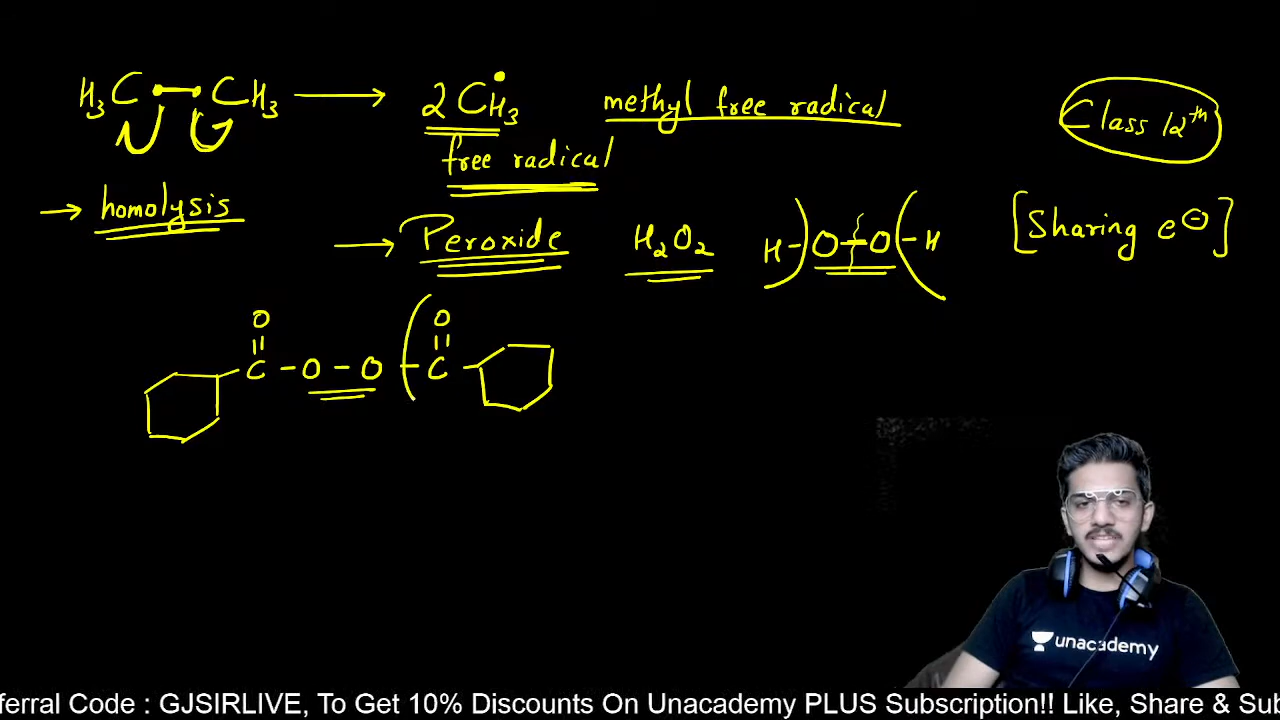 H₃C — CH₃ → 2CH₃ methyl free radical
Class 12th
free radical
→ homolysis
→ Peroxide H₂O₂ H-O-O-H [Sharing e⊖]
O O
|| ||
C - O - O - C
unacademy
ferral Code : GJSIRLIVE, To Get 10% Discounts On Unacademy PLUS Subscription!! Like, Share & Sub